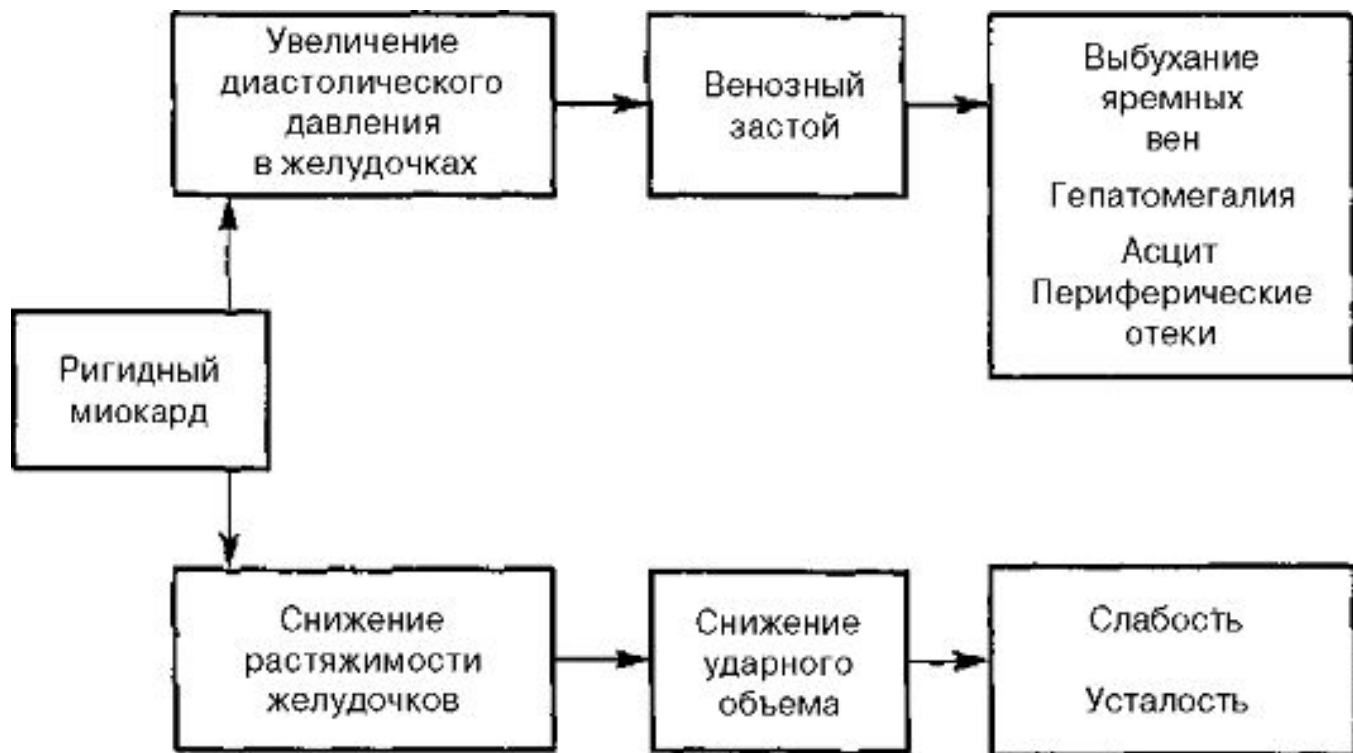 Увеличение
диастолического
давления
в желудочках
Венозный
застой
Выбухание
яремных
вен
Гепатомегалия
Асцит
Периферические
отеки
Ригидный
миокард
Снижение
растяжимости
желудочков
Снижение
ударного
объема
Слабость
Усталость